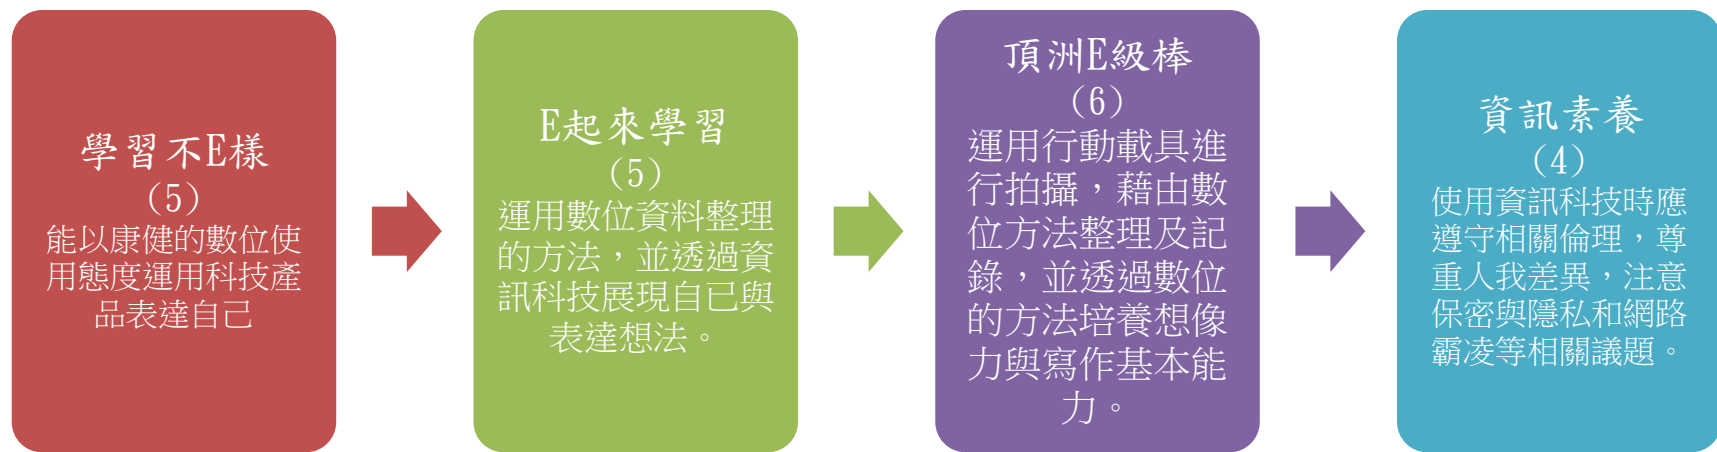 學習不E樣
(5)
能以康健的數位使
用態度運用科技產
品表達自己
E起來學習
(5)
運用數位資料整理
的方法，並透過資
訊科技展現自已與
表達想法。
頂洲E級棒
(6)
運用行動載具進
行拍攝，藉由數
位方法整理及記
錄，並透過數位
的方法培養想像
力與寫作基本能
力。
資訊素養
(4)
使用資訊科技時應
遵守相關倫理，尊
重人我差異，注意
保密與隱私和網路
霸凌等相關議題。